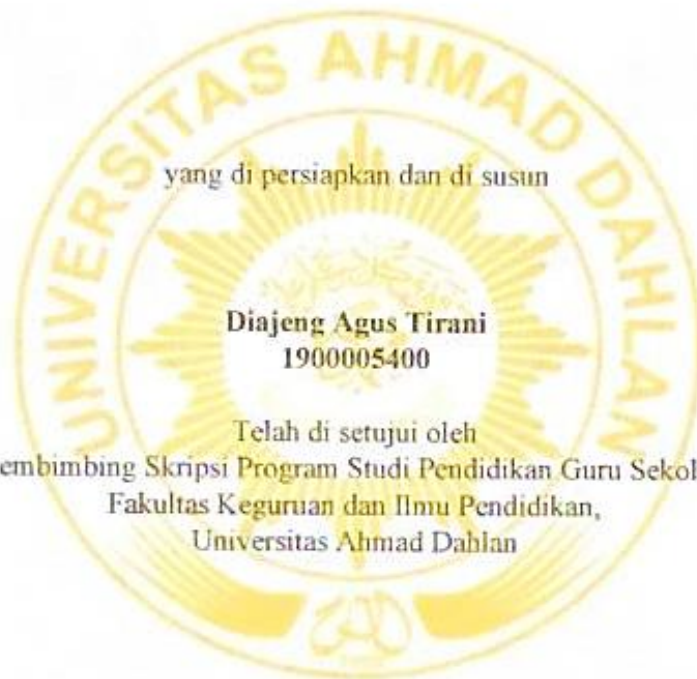 UNIVERSITAS AHMAD DAHLAN
yang di persiapkan dan di susun
Diajeng Agus Tirani
1900005400
Telah di setujui oleh
embimbing Skripsi Program Studi Pendidikan Guru Sekol
Fakultas Keguruan dan Ilmu Pendidikan,
Universitas Ahmad Dahlan